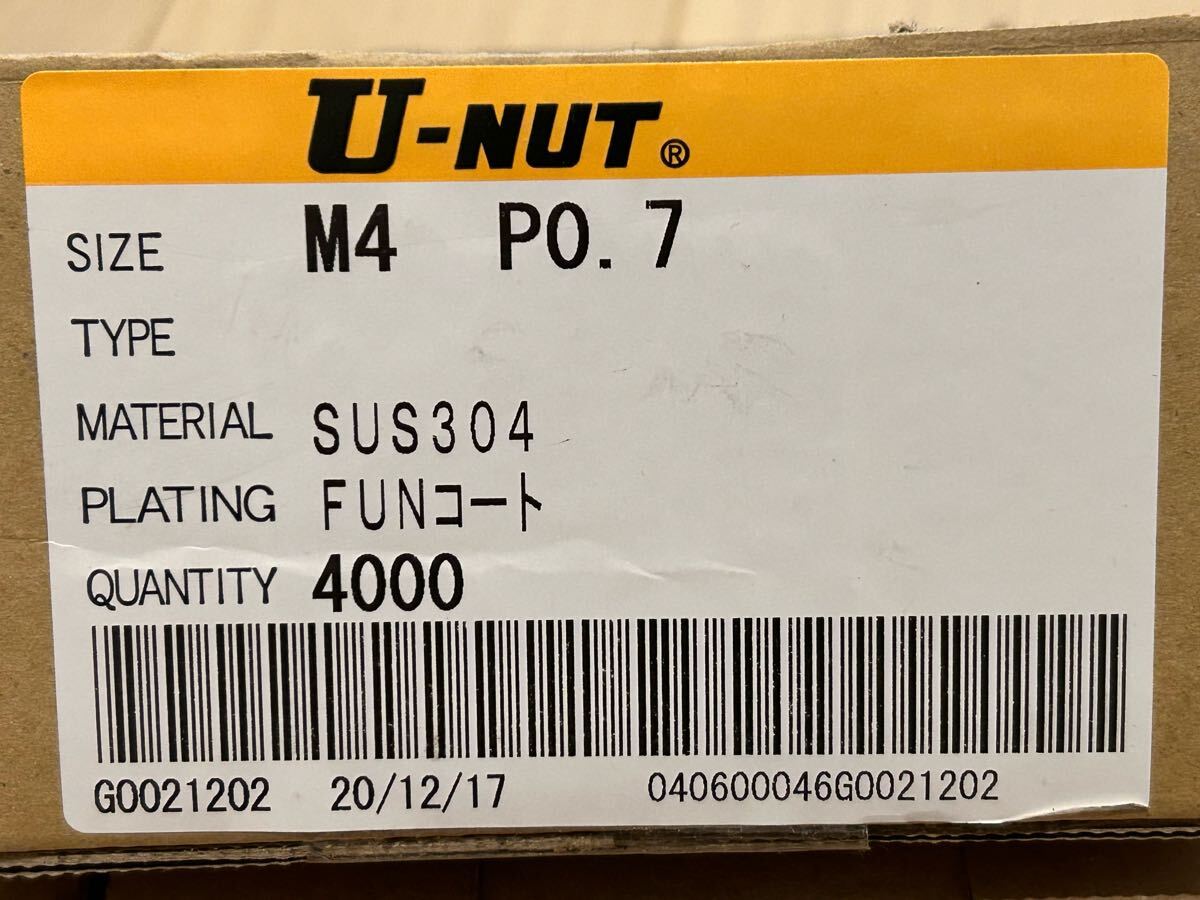 U-NUT®
SIZE M4 P0.7
TYPE
MATERIAL SUS304
PLATING FUNコート
QUANTITY 4000
G0021202 20/12/17 040600046G0021202